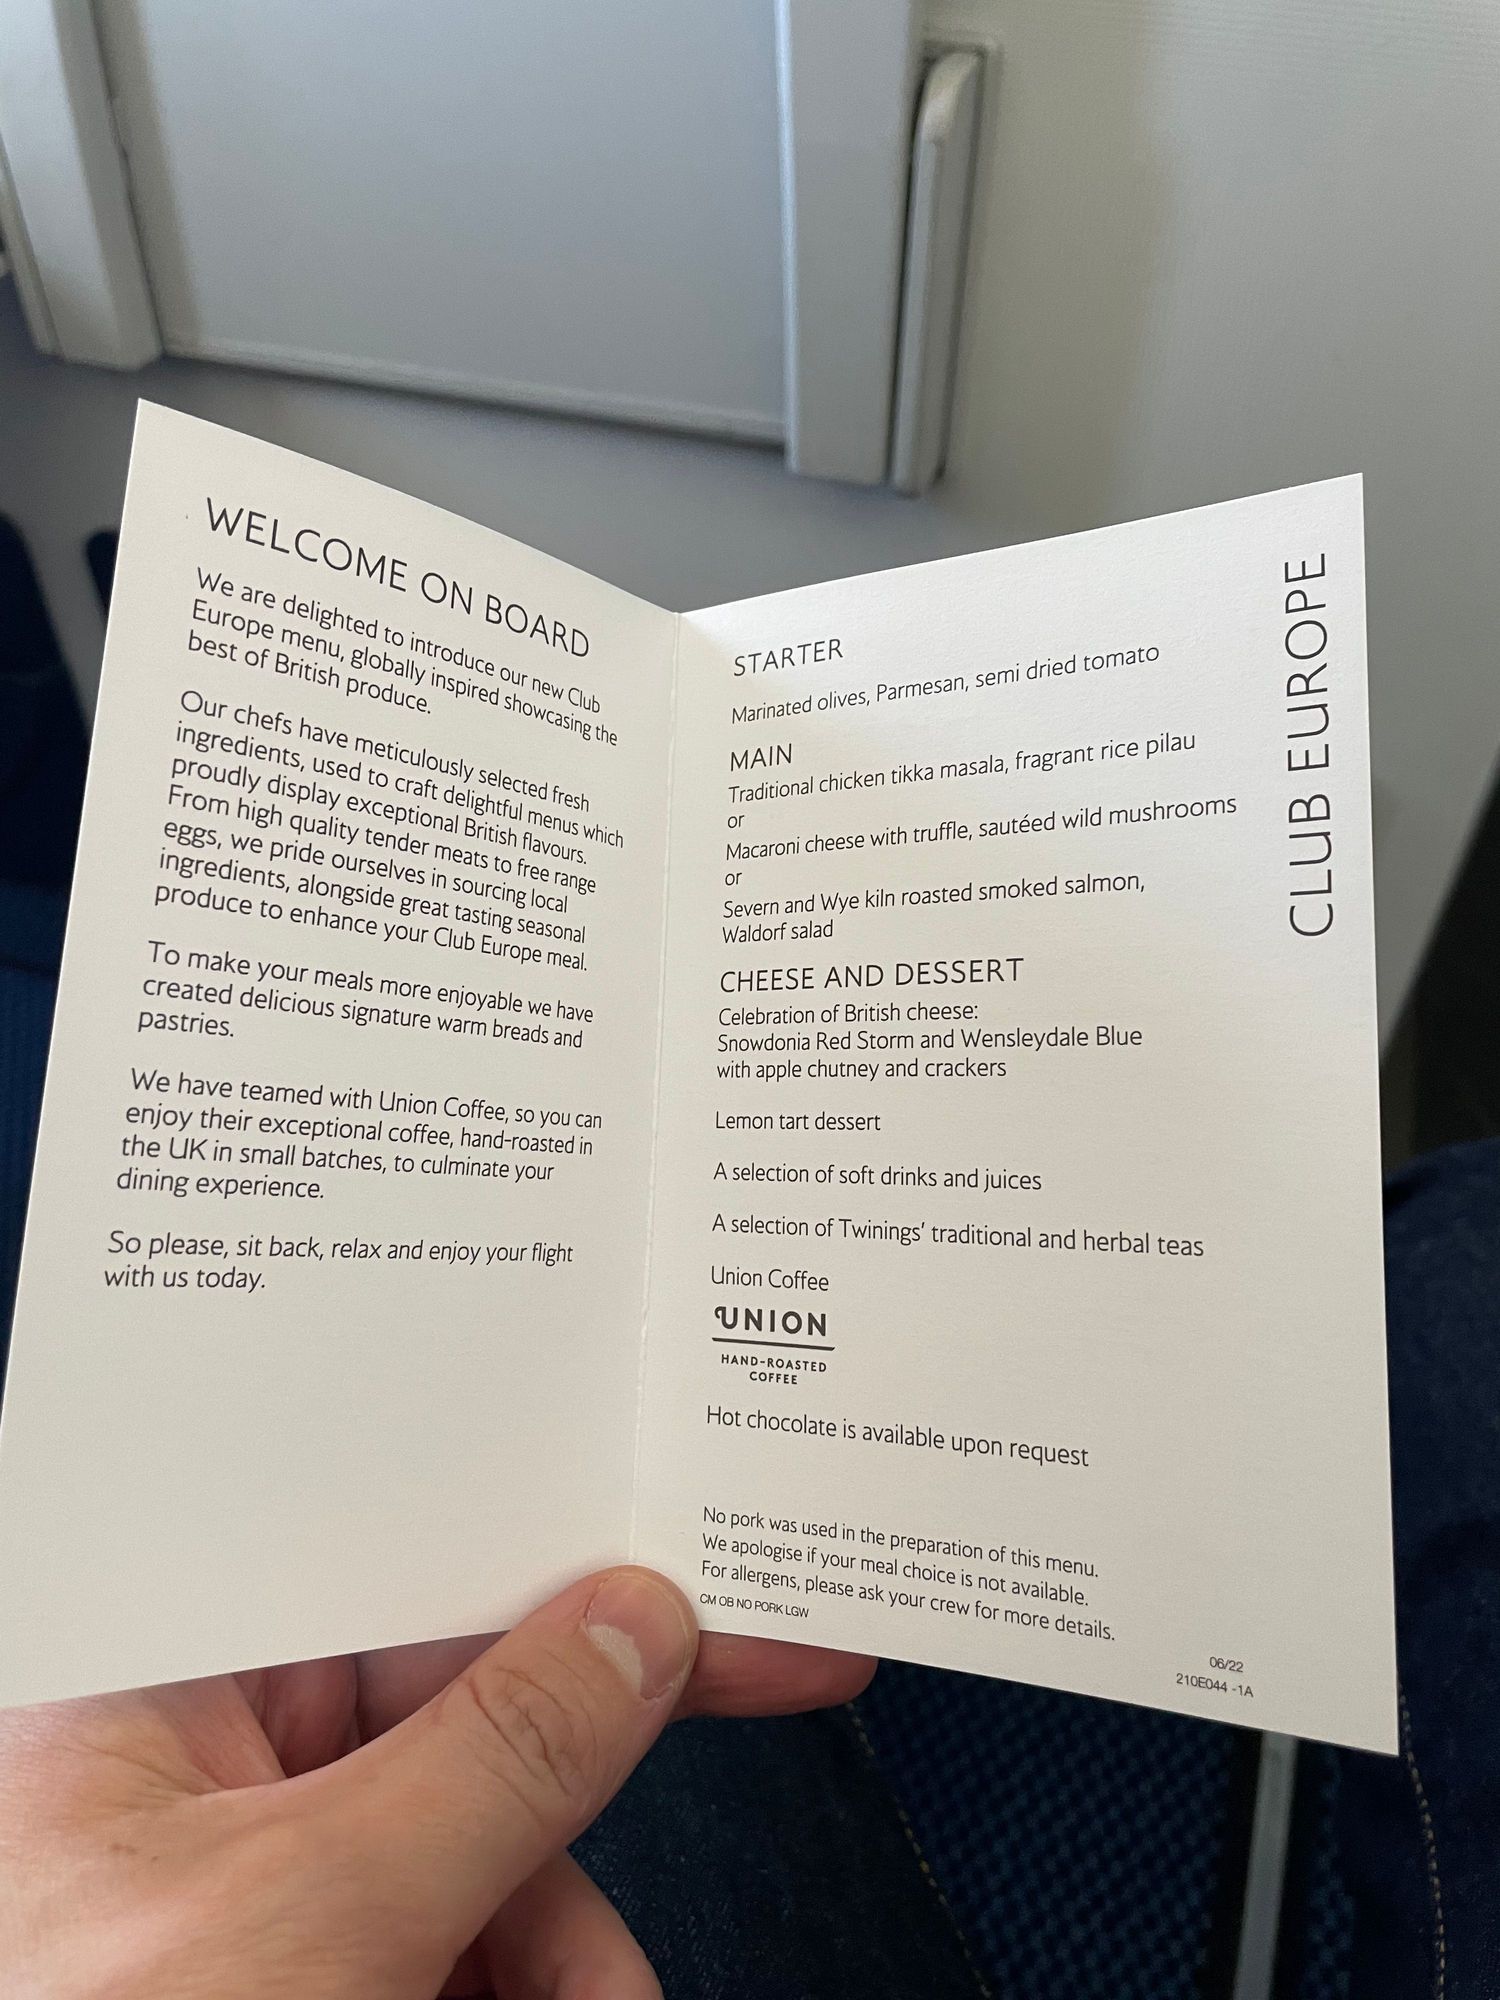 WELCOME ON BOARD
We are delighted to introduce our new Club
Europe menu, globally inspired showcasing the
best of British produce.
Our chefs have meticulously selected fresh
ingredients, used to craft delightful menus which
proudly display exceptional British flavours.
From high quality tender meats to free range
eggs, we pride ourselves in sourcing local
ingredients, alongside great tasting seasonal
produce to enhance your Club Europe meal.
To make your meals more enjoyable we have
created delicious signature warm breads and
pastries.
We have teamed with Union Coffee, so you can
enjoy their exceptional coffee, hand-roasted in
the UK in small batches, to culminate your
dining experience.
So please, sit back, relax and enjoy your flight
with us today.
CLUB EUROPE
STARTER
Marinated olives, Parmesan, semi dried tomato
MAIN
Traditional chicken tikka masala, fragrant rice pilau
or
Macaroni cheese with truffle, sautéed wild mushrooms
or
Severn and Wye kiln roasted smoked salmon,
Waldorf salad
CHEESE AND DESSERT
Celebration of British cheese:
Snowdonia Red Storm and Wensleydale Blue
with apple chutney and crackers
Lemon tart dessert
A selection of soft drinks and juices
A selection of Twinings' traditional and herbal teas
Union Coffee
UNION
HAND-ROASTED
COFFEE
Hot chocolate is available upon request
No pork was used in the preparation of this menu.
We apologise if your meal choice is not available.
For allergens, please ask your crew for more details.
CM OB NO PORK LGW
06/22
210E044 -1A